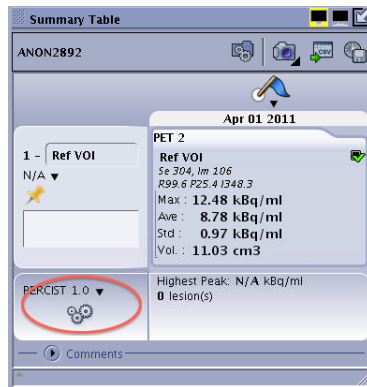 Summary Table
ANON2892
CSV
Apr 01 2011
PET 2
1 - Ref VOI
N/A
Ref VOI
Se 304, Im 106
R99.6 P25.4 I348.3
Max : 12.48 kBq/ml
Ave : 8.78 kBq/ml
Std : 0.97 kBq/ml
Vol. : 11.03 cm3
PERCIST 1.0
Highest Peak: N/A kBq/ml
0 lesion(s)
Comments